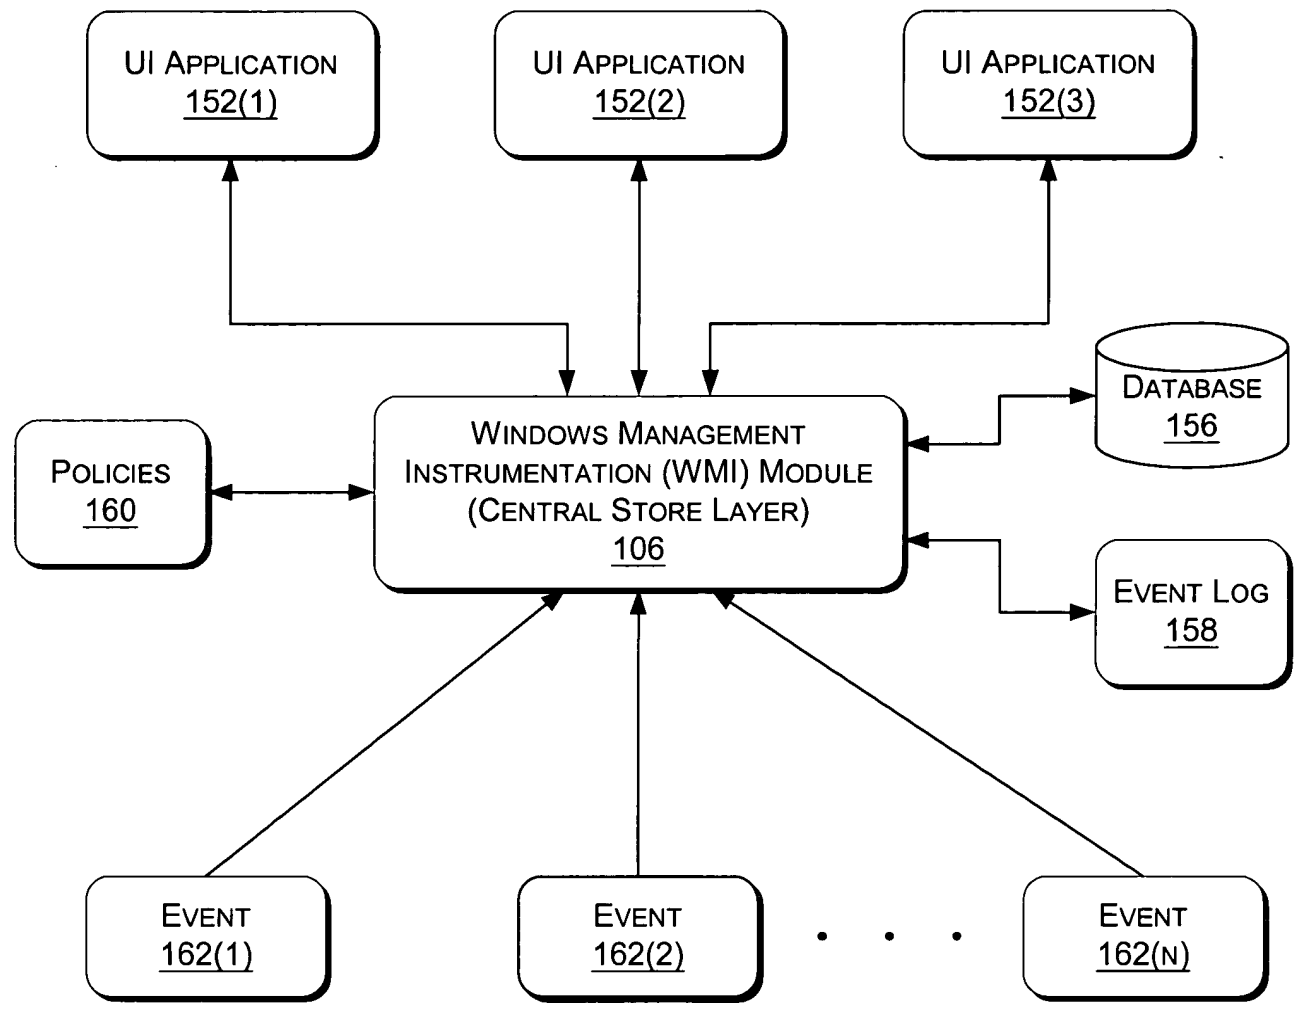 UI APPLICATION
152(1)
UI APPLICATION
152(2)
UI APPLICATION
152(3)
DATABASE
156
WINDOWS MANAGEMENT
INSTRUMENTATION (WMI) MODULE
(CENTRAL STORE LAYER)
106
POLICIES
160
EVENT LOG
158
EVENT
162(1)
EVENT
162(2)
. . .
EVENT
162(N)